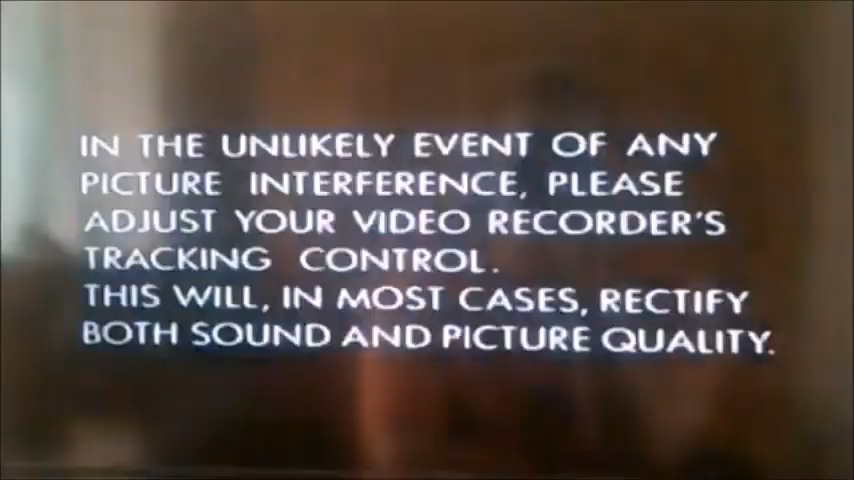 IN THE UNLIKELY EVENT OF ANY
PICTURE INTERFERENCE, PLEASE
ADJUST YOUR VIDEO RECORDER'S
TRACKING CONTROL.
THIS WILL, IN MOST CASES, RECTIFY
BOTH SOUND AND PICTURE QUALITY.